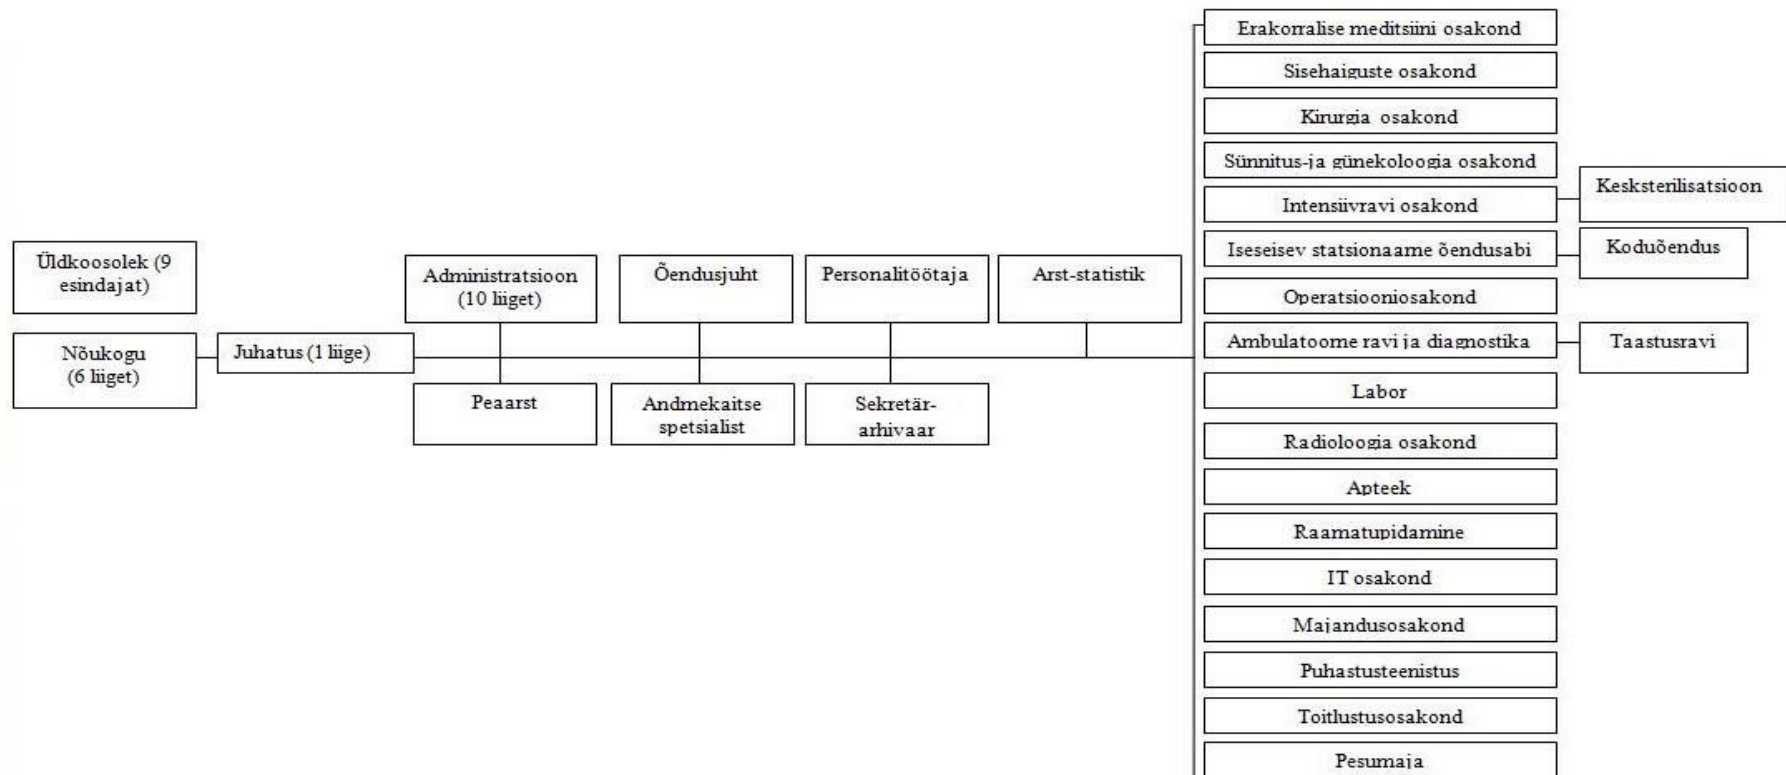 Üldkoosolek (9
esindajat)
Nõukogu
(6 liiget)
Juhatus (1 liige)
Administratsioon
(10 liiget)
Õendusjuht
Personalitöötaja
Arst-statistik
Peaarst
Andmekaitse
spetsialist
Sekretär-
arhivaar
Erakorralise meditsiini osakond
Sisehaiguste osakond
Kirurgia osakond
Sünnitus-ja günekoloogia osakond
Intensiivravi osakond
Kesksterilisatsioon
Iseseisev statsionaarne õendusabi
Koduõendus
Operatsiooniosakond
Ambulatoorne ravi ja diagnostika
Taastusravi
Labor
Radioloogia osakond
Apteek
Raamatupidamine
IT osakond
Majandusosakond
Puhastusteenistus
Toitlustusosakond
Pesumaja